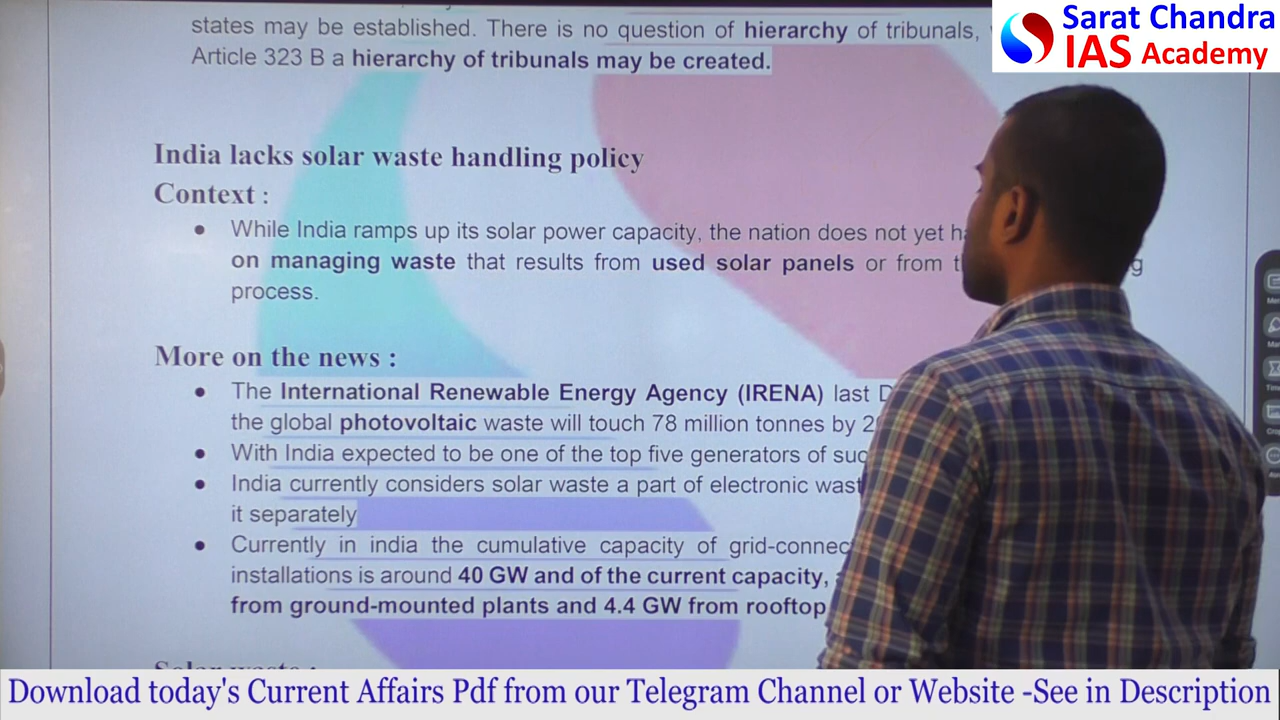 states may be established. There is no question of hierarchy of tribunals,
Sarat Chandra
IAS Academy
Article 323 B a hierarchy of tribunals may be created.
India lacks solar waste handling policy
Context :
• While India ramps up its solar power capacity, the nation does not yet
on managing waste that results from used solar panels or from
process.
More on the news :
• The International Renewable Energy Agency (IRENA) last
the global photovoltaic waste will touch 78 million tonnes by
• With India expected to be one of the top five generators of
• India currently considers solar waste a part of electronic
it separately
• Currently in india the cumulative capacity of
installations is around 40 GW and of the current capacity,
from ground-mounted plants and 4.4 GW from rooftop
Download today's Current Affairs Pdf from our Telegram Channel or Website -See in Description